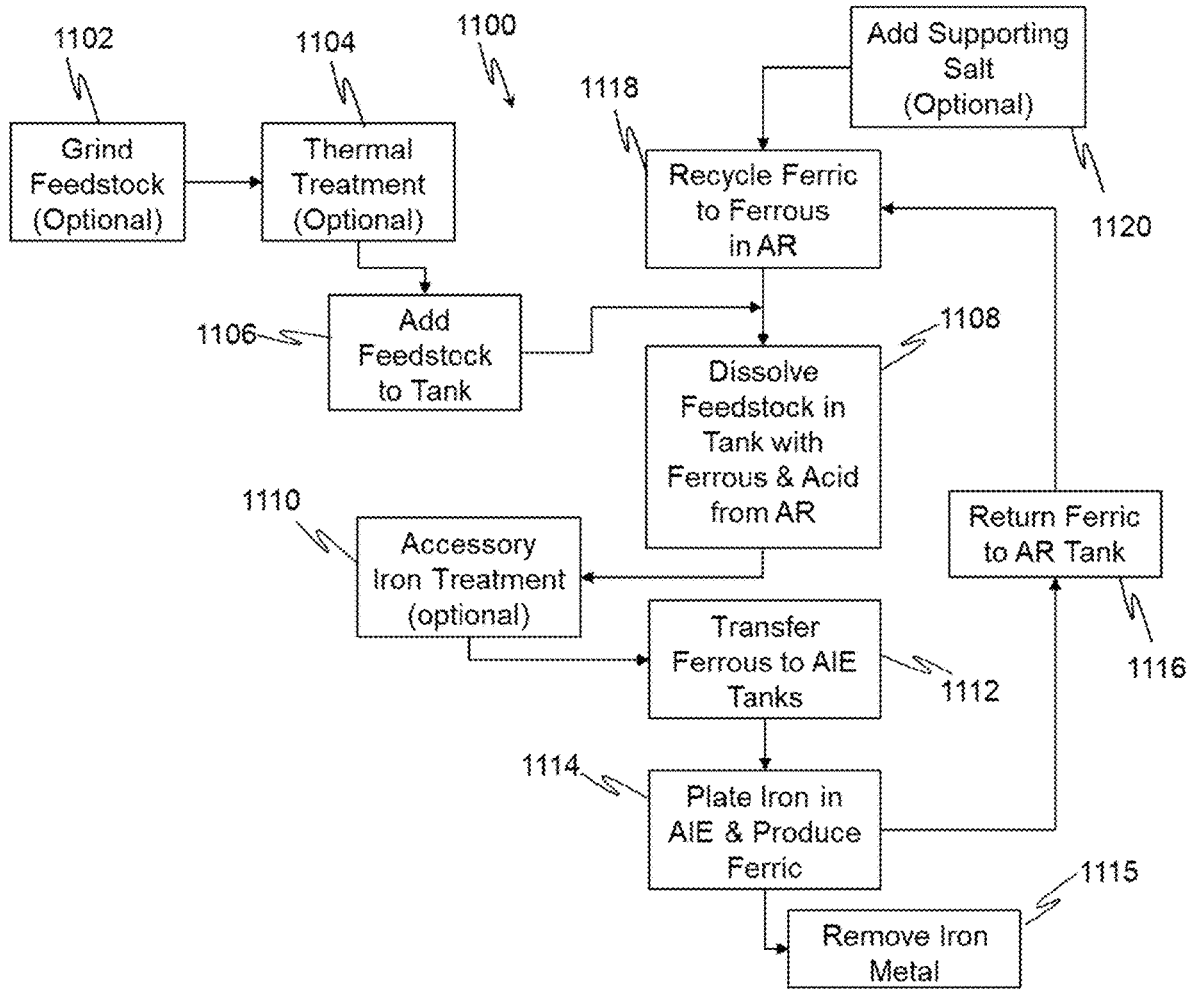 1102
1104
1100
Add Supporting
Salt
(Optional)
1118
Grind
Feedstock
(Optional)
Thermal
Treatment
(Optional)
Recycle Ferric
to Ferrous
in AR
1120
1106
Add
Feedstock
to Tank
1108
Dissolve
Feedstock in
Tank with
Ferrous & Acid
from AR
1110
Accessory
Iron Treatment
(optional)
Return Ferric
to AR Tank
1116
Transfer
Ferrous to AIE
Tanks
1112
1114
Plate Iron in
AIE & Produce
Ferric
1115
Remove Iron
Metal